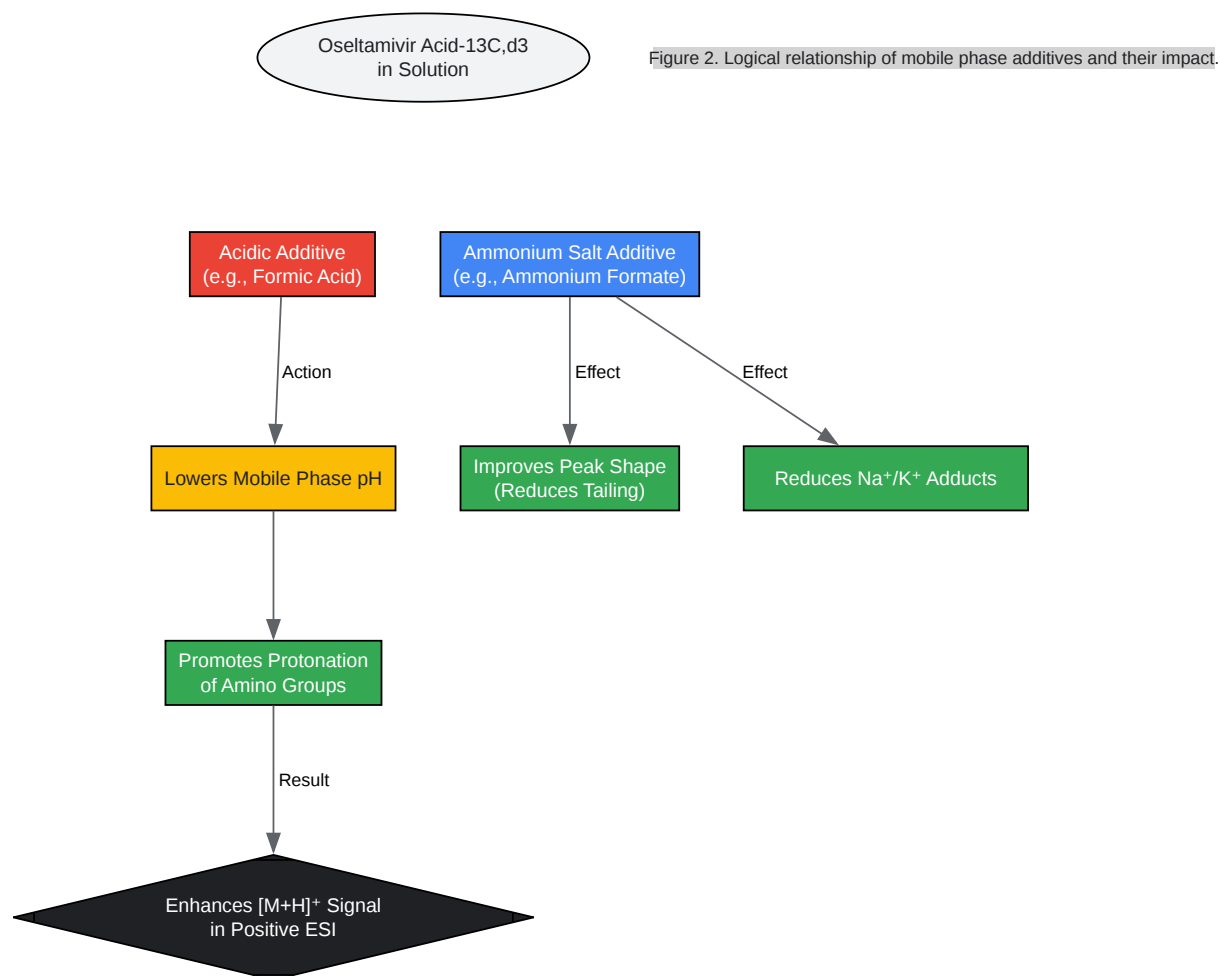 Oseltamivir Acid-13C,d3
in Solution
Figure 2. Logical relationship of mobile phase additives and their impact.
Acidic Additive
(e.g., Formic Acid)
Ammonium Salt Additive
(e.g., Ammonium Formate)
Action
Effect
Effect
Lowers Mobile Phase pH
Improves Peak Shape
(Reduces Tailing)
Reduces Na⁺/K⁺ Adducts
Promotes Protonation
of Amino Groups
Result
Enhances [M+H]⁺ Signal
in Positive ESI